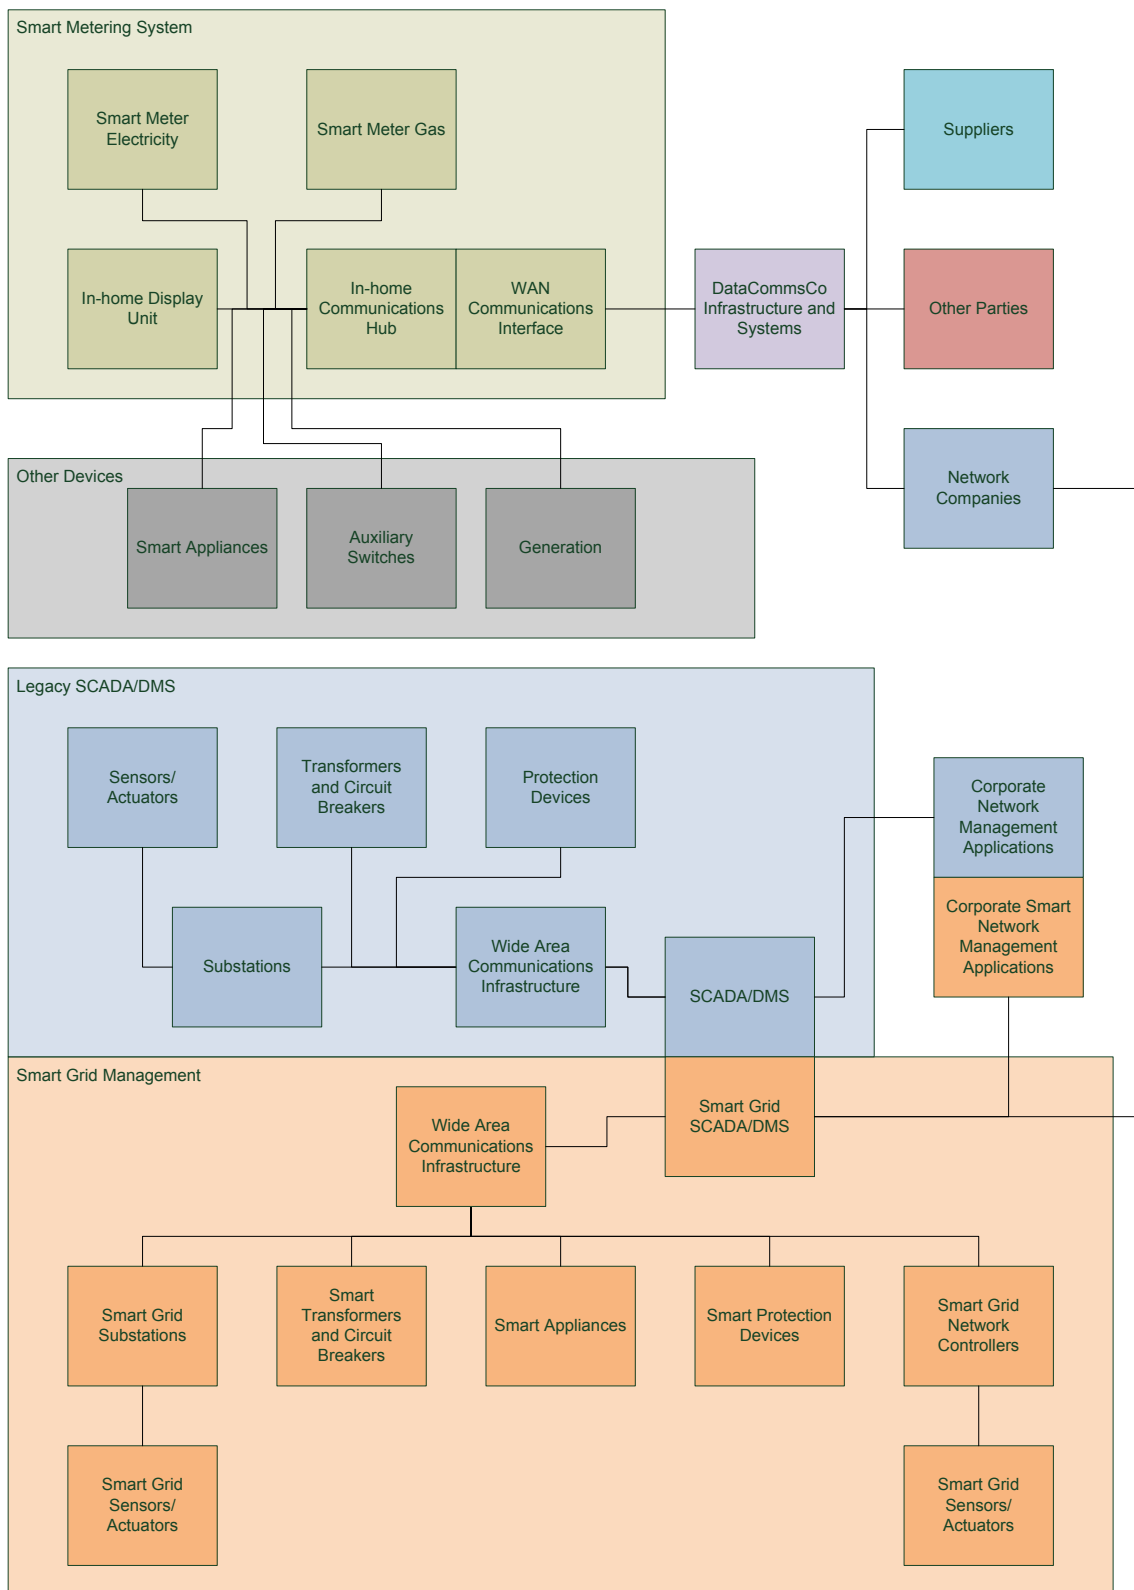 Smart Metering System
Smart Meter
Electricity
Smart Meter Gas
Suppliers
In-home Display
Unit
In-home
Communications
Hub
WAN
Communications
Interface
DataCommsCo
Infrastructure and
Systems
Other Parties
Network
Companies
Other Devices
Smart Appliances
Auxiliary
Switches
Generation
Legacy SCADA/DMS
Sensors/
Actuators
Transformers
and Circuit
Breakers
Protection
Devices
Corporate
Network
Management
Applications
Corporate Smart
Network
Management
Applications
Substations
Wide Area
Communications
Infrastructure
SCADA/DMS
Smart Grid Management
Smart Grid
SCADA/DMS
Wide Area
Communications
Infrastructure
Smart Grid
Substations
Smart
Transformers
and Circuit
Breakers
Smart Appliances
Smart Protection
Devices
Smart Grid
Network
Controllers
Smart Grid
Sensors/
Actuators
Smart Grid
Sensors/
Actuators